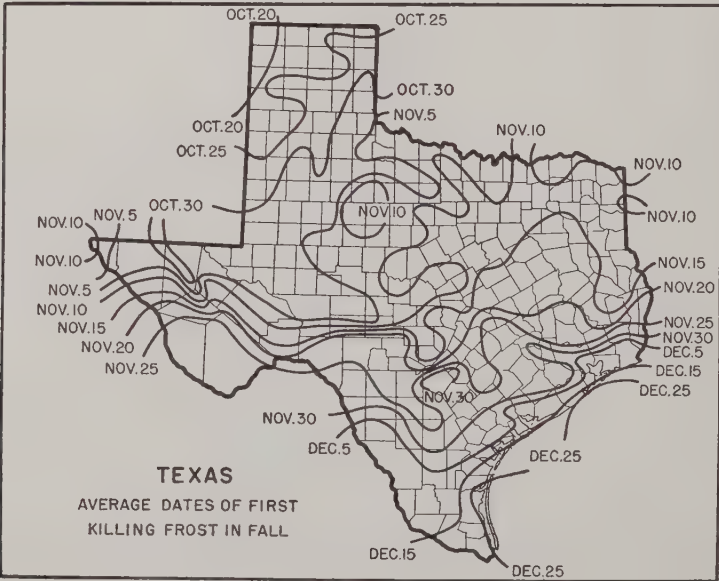 OCT.20
OCT.25
OCT.30
NOV.5
OCT.20
OCT.25
NOV.10
NOV.10
NOV.10
NOV.10
OCT.30
NOV.5
NOV.10
NOV.10
NOV.5
NOV.10
NOV.15
NOV.20
NOV.25
NOV.15
NOV.20
NOV.25
NOV.30
DEC.5
DEC.15
DEC.25
NOV.30
NOV.30
DEC.5
DEC.25
DEC.15
DEC.25
TEXAS
AVERAGE DATES OF FIRST
KILLING FROST IN FALL